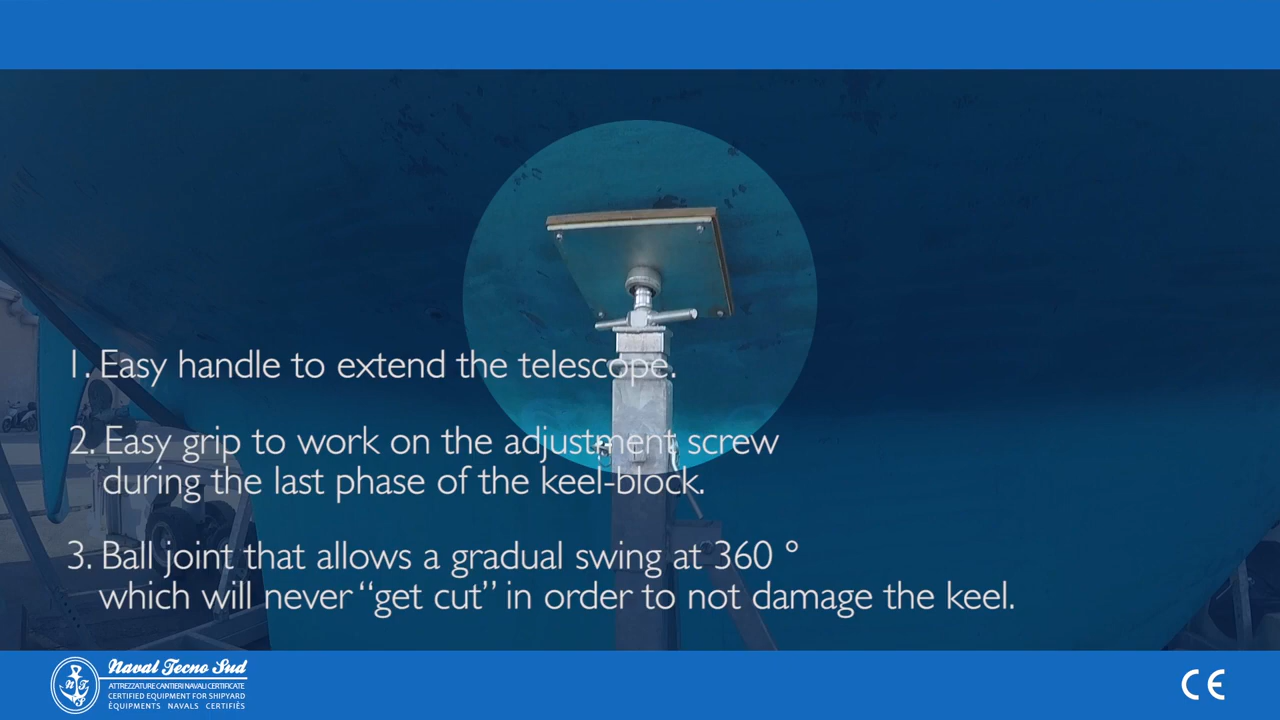 1. Easy handle to extend the telescope.
2. Easy grip to work on the adjustment screw
during the last phase of the keel-block.
3. Ball joint that allows a gradual swing at 360 °
which will never “get cut” in order to not damage the keel.
Naval Tecno Sud
ATTREZZATURE CANTIERI NAVALI CERTIFICATE
CERTIFIED EQUIPMENT FOR SHIPYARD
ÈQUIPMENTS NAVALS CERTIFIÈS
NTS
CE